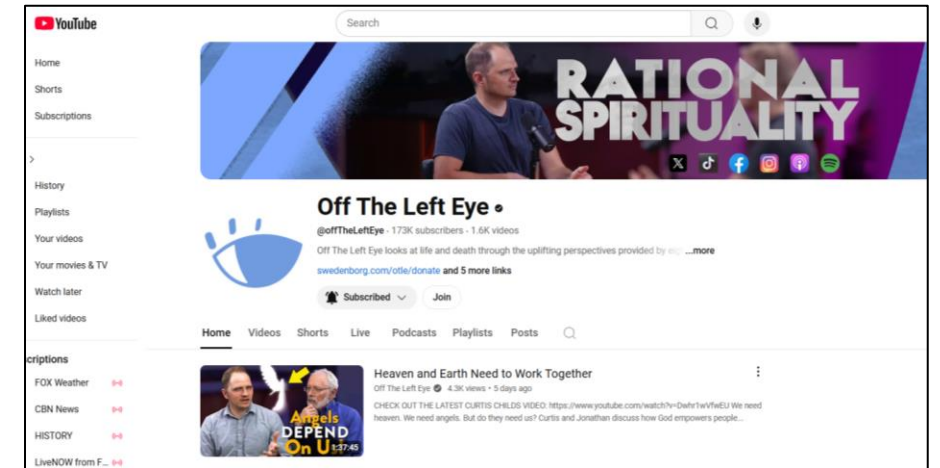 YouTube
Search
Home
Shorts
Subscriptions
History
Playlists
Your videos
Your movies & TV
Watch later
Liked videos
criptions
FOX Weather
CBN News
HISTORY
LiveNOW from F...
RATIONAL
SPIRITUALITY
Off The Left Eye
@offTheLeftEye · 173K subscribers · 1.6K videos
Off The Left Eye looks at life and death through the uplifting perspectives provided by ...more
swedenborg.com/otle/donate and 5 more links
Subscribed
Join
Home Videos Shorts Live Podcasts Playlists Posts
Angels
DEPEND
On U
1:37:45
Heaven and Earth Need to Work Together
Off The Left Eye 4.3K views • 5 days ago
CHECK OUT THE LATEST CURTIS CHILDS VIDEO: https://www.youtube.com/watch?v=Dwhr1wVfwEU We need
heaven. We need angels. But do they need us? Curtis and Jonathan discuss how God empowers people...